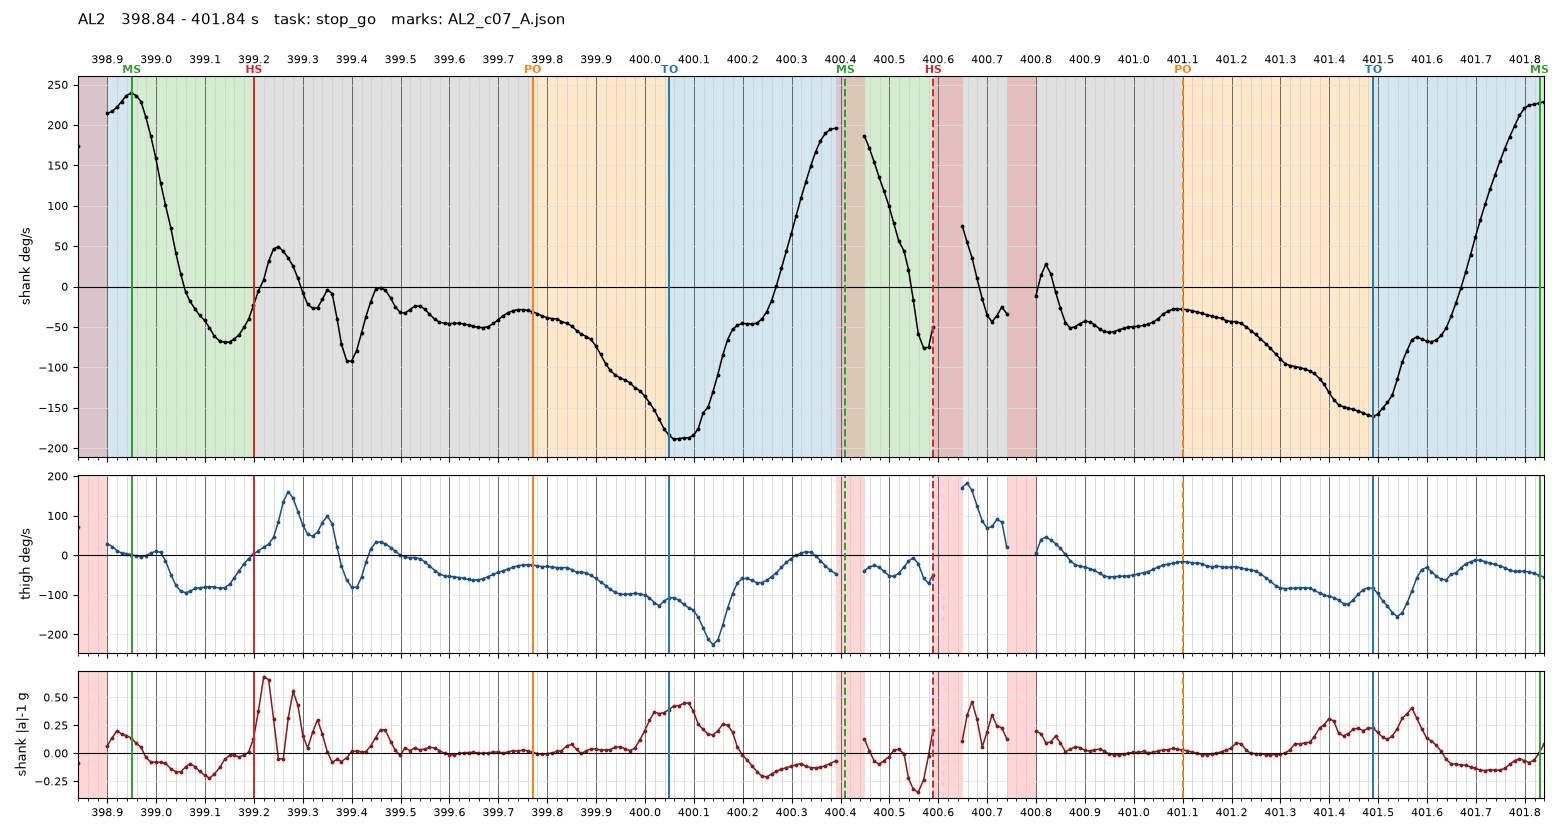 AL2 398.84 - 401.84 s task: stop_go marks: AL2_c07_A.json
398.9 399.0 399.1 399.2 399.3 399.4 399.5 399.6 399.7 399.8 399.9 400.0 400.1 400.2 400.3 400.4 400.5 400.6 400.7 400.8 400.9 401.0 401.1 401.2 401.3 401.4 401.5 401.6 401.7 401.8
MS HS PO TO MS HS PO TO MS
shank deg/s
250
200
150
100
50
0
−50
−100
−150
−200
thigh deg/s
200
100
0
−100
−200
shank |a|-1 g
0.50
0.25
0.00
−0.25
398.9 399.0 399.1 399.2 399.3 399.4 399.5 399.6 399.7 399.8 399.9 400.0 400.1 400.2 400.3 400.4 400.5 400.6 400.7 400.8 400.9 401.0 401.1 401.2 401.3 401.4 401.5 401.6 401.7 401.8